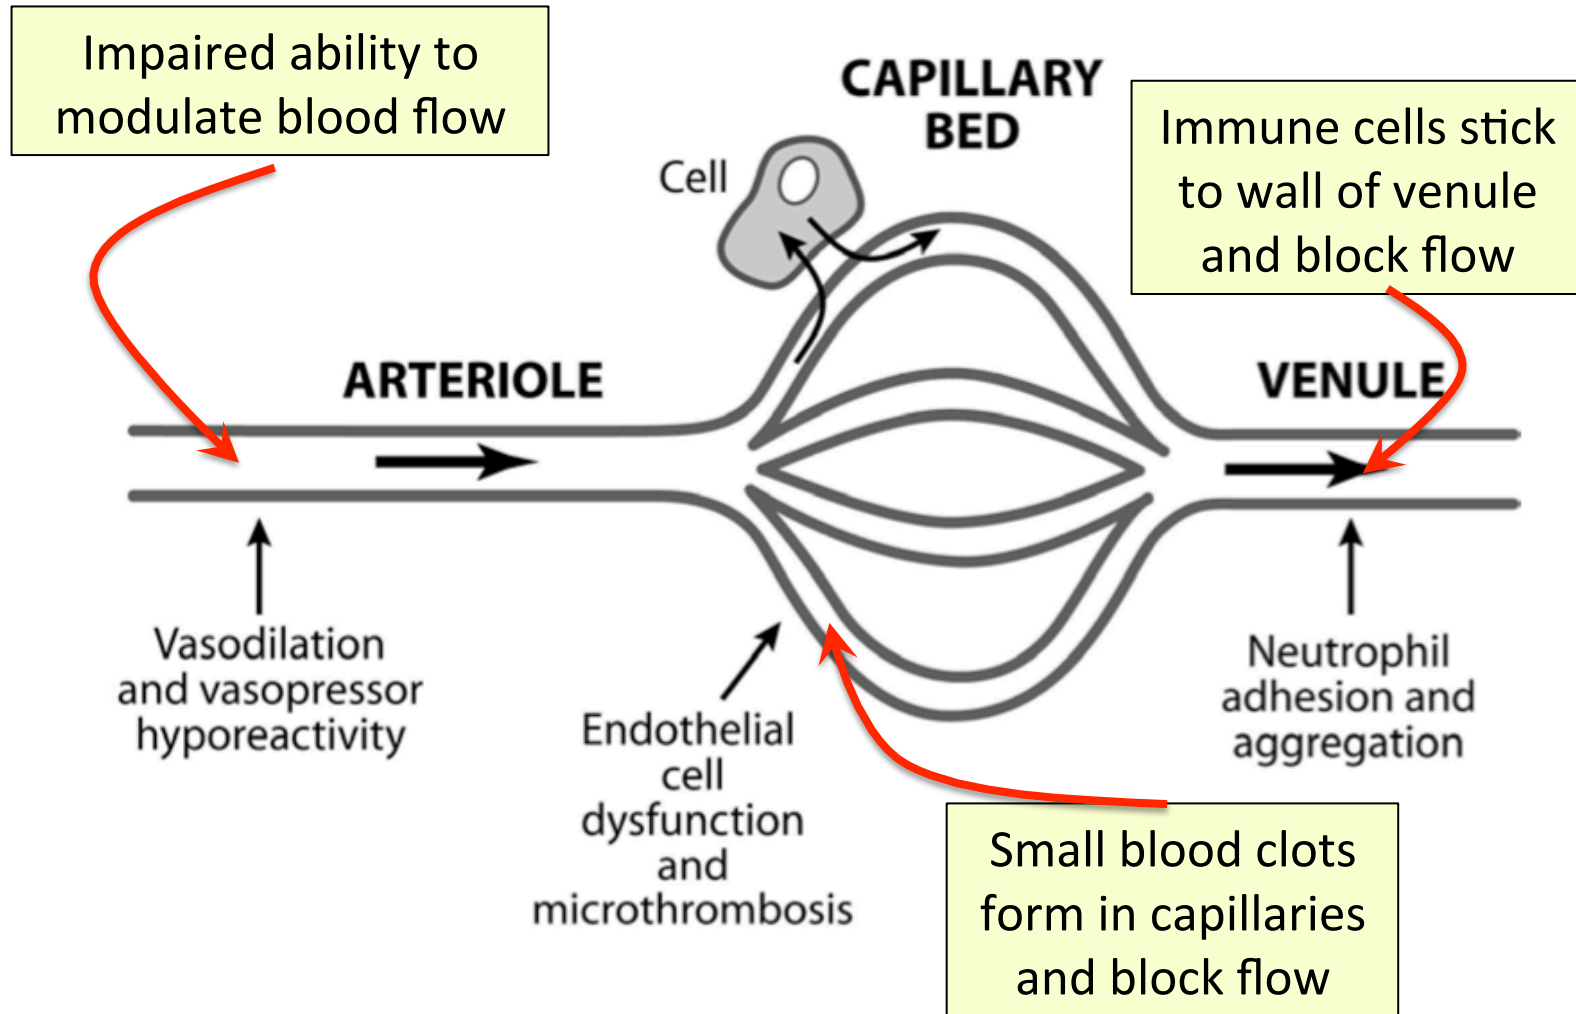 Impaired ability to
modulate blood flow
CAPILLARY
BED
Immune cells stick
to wall of venule
and block flow
Cell
ARTERIOLE
VENULE
Vasodilation
and vasopressor
hyporeactivity
Endothelial
cell
dysfunction
and
microthrombosis
Neutrophil
adhesion and
aggregation
Small blood clots
form in capillaries
and block flow